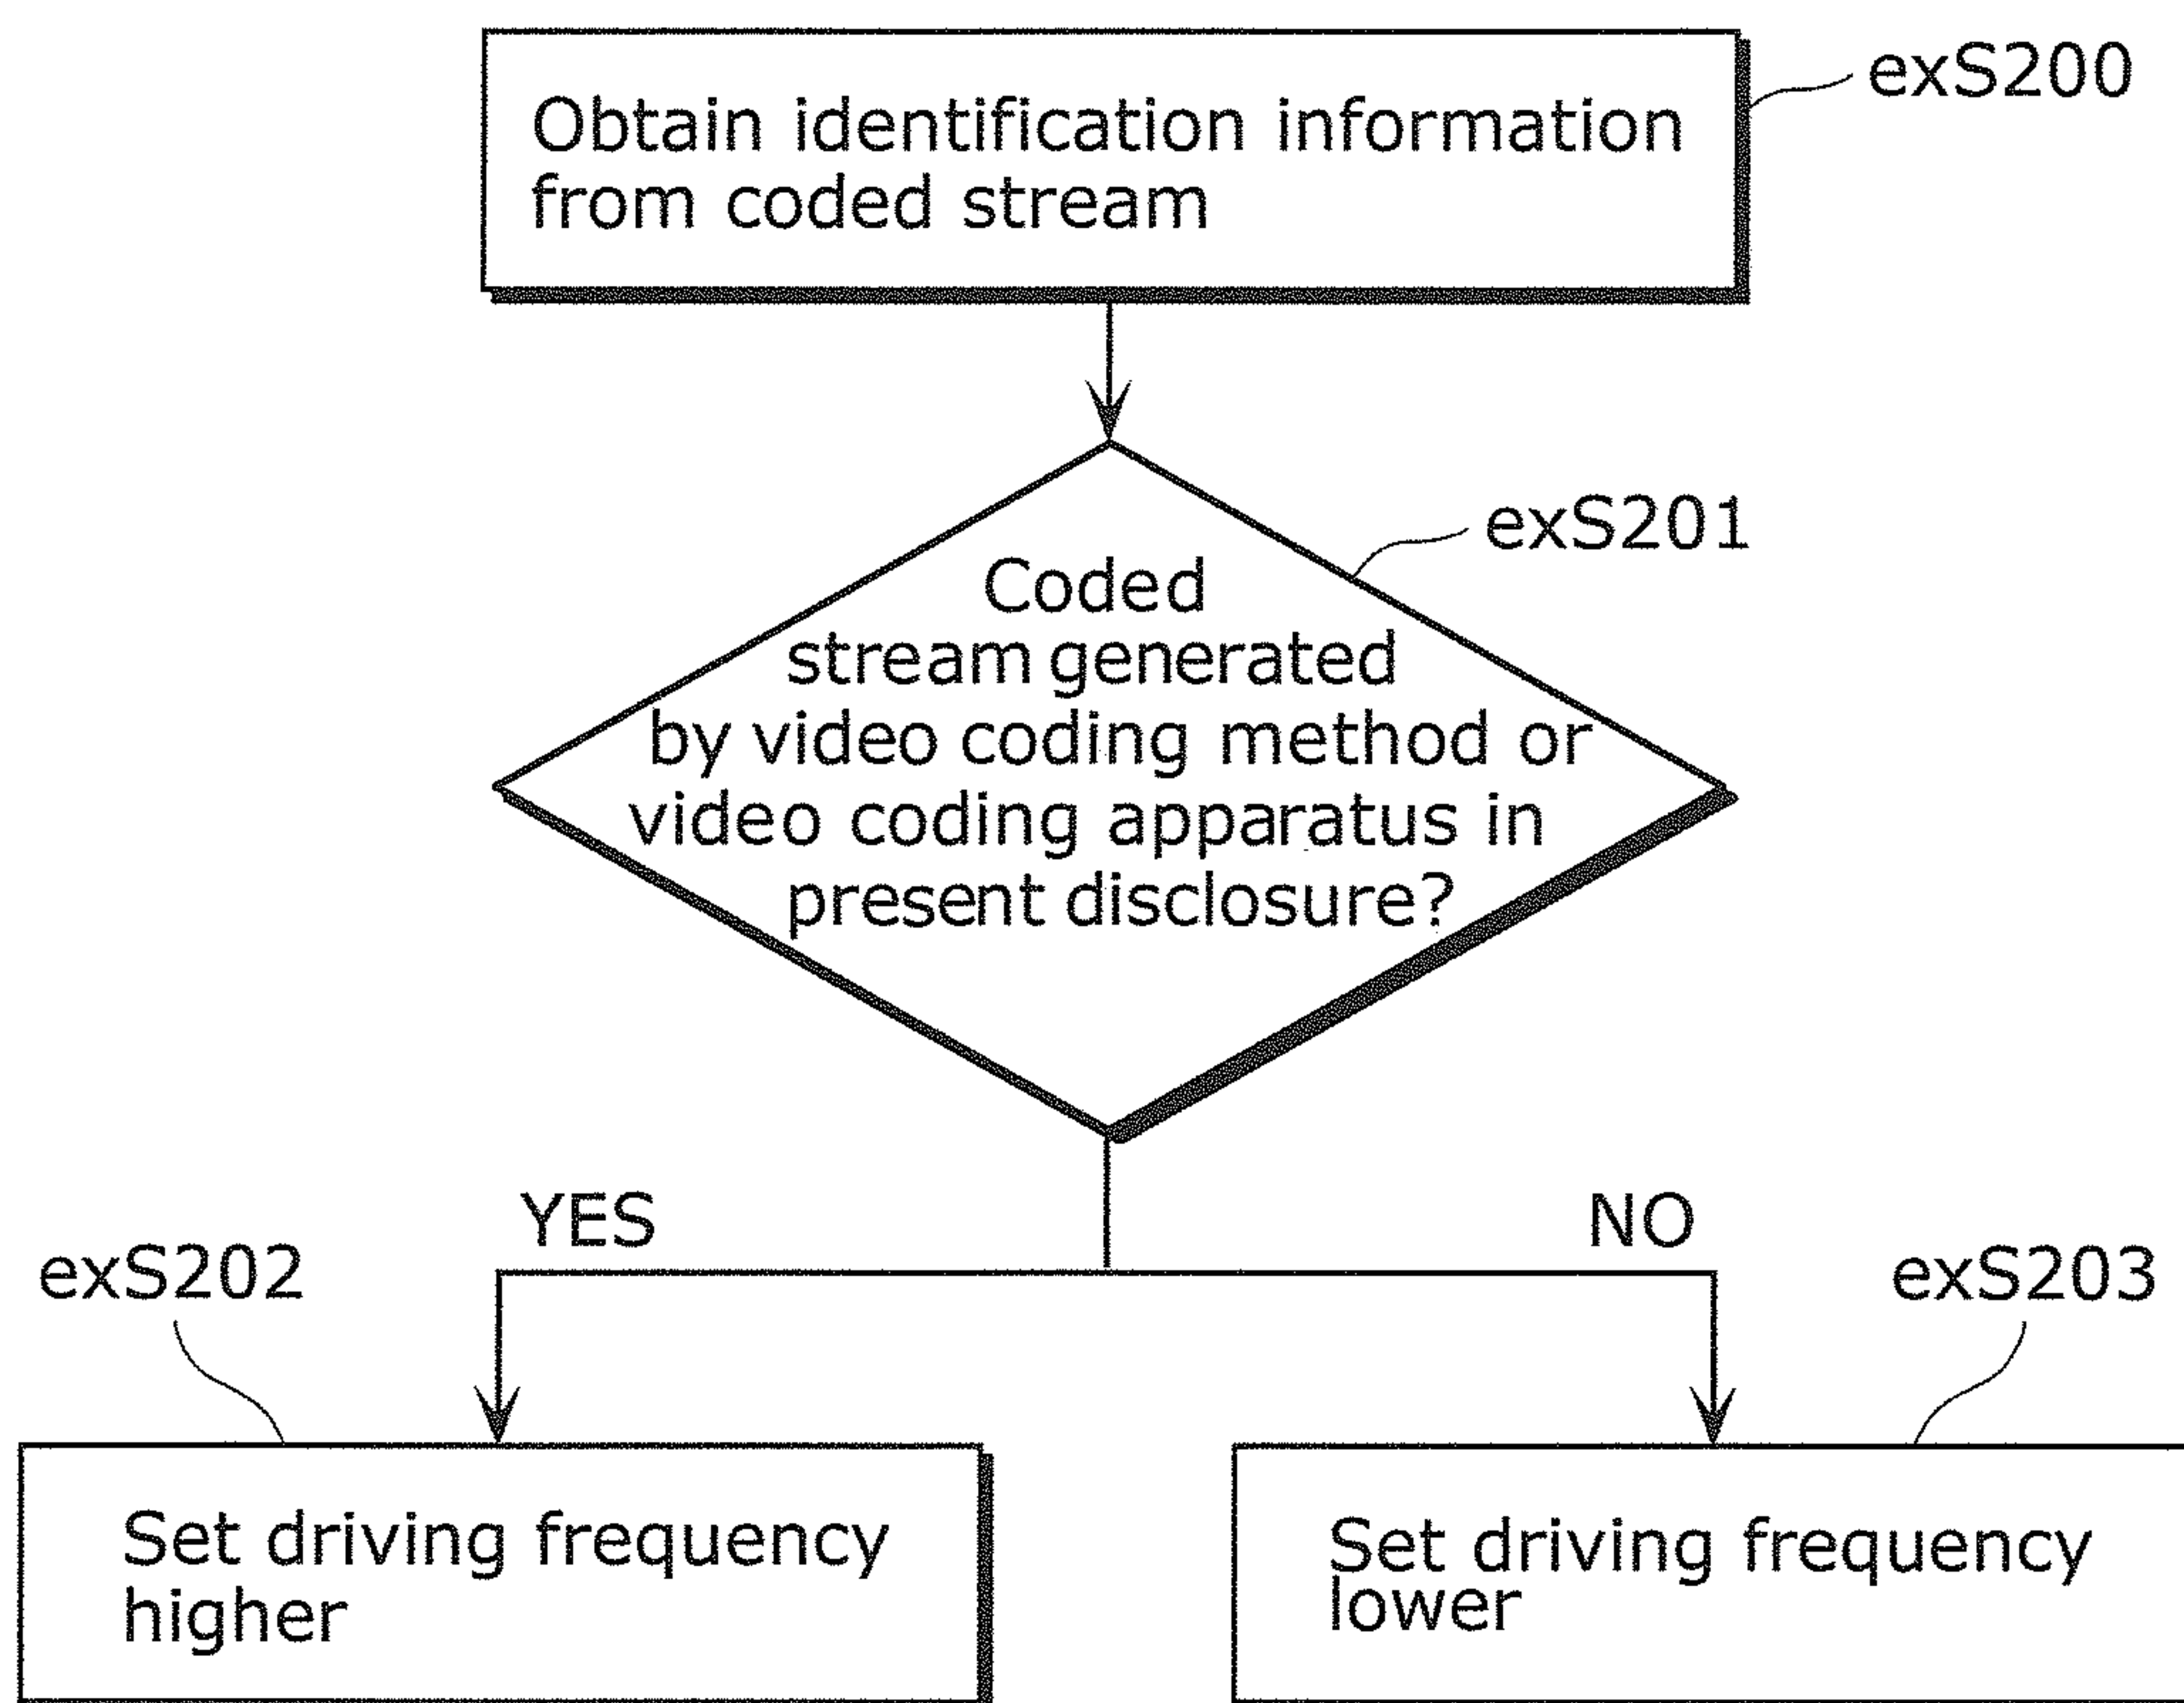 exS200
Obtain identification information
from coded stream
exS201
Coded
stream generated
by video coding method or
video coding apparatus in
present disclosure?
YES
NO
exS202
exS203
Set driving frequency
higher
Set driving frequency
lower